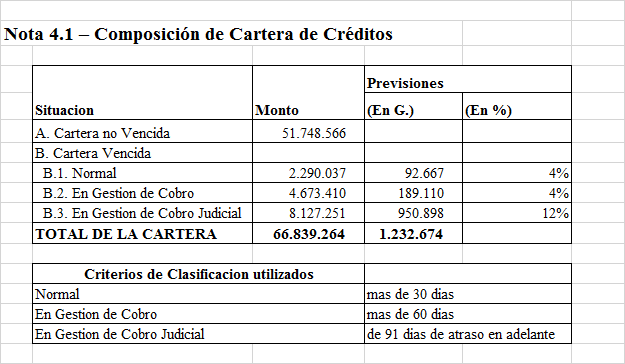 Nota 4.1 – Composición de Cartera de Créditos
Previsiones
Situacion Monto (En G.) (En %)
A. Cartera no Vencida 51.748.566
B. Cartera Vencida
B.1. Normal 2.290.037 92.667 4%
B.2. En Gestion de Cobro 4.673.410 189.110 4%
B.3. En Gestion de Cobro Judicial 8.127.251 950.898 12%
TOTAL DE LA CARTERA 66.839.264 1.232.674
Criterios de Clasificacion utilizados
Normal mas de 30 dias
En Gestion de Cobro mas de 60 dias
En Gestion de Cobro Judicial de 91 dias de atraso en adelante